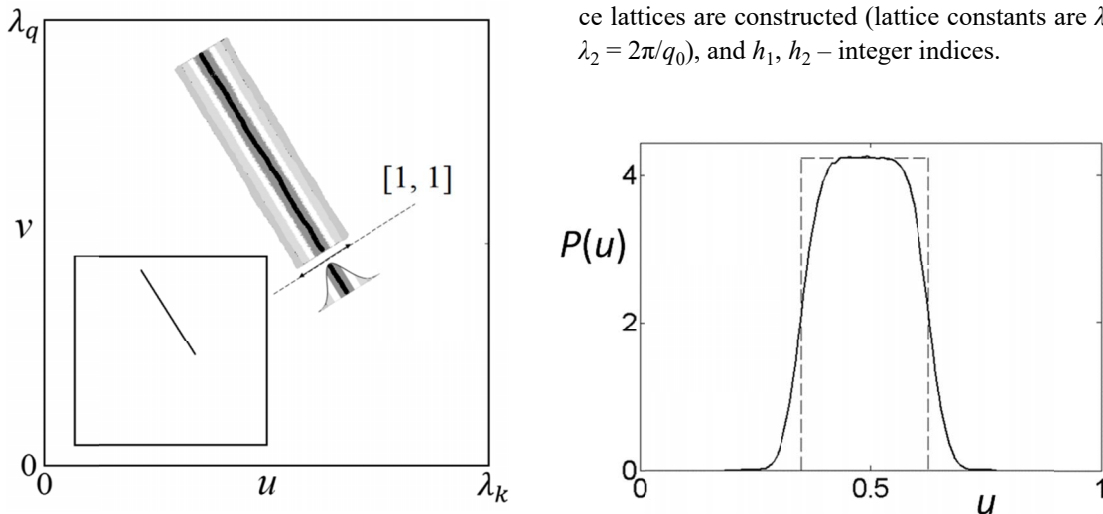 λq
[1, 1]
ν
0
0
u
λk
ce lattices are constructed (lattice constants are λ
λ2 = 2π/q0), and h1, h2 – integer indices.
4
P(u)
2
0
0.5
1
u